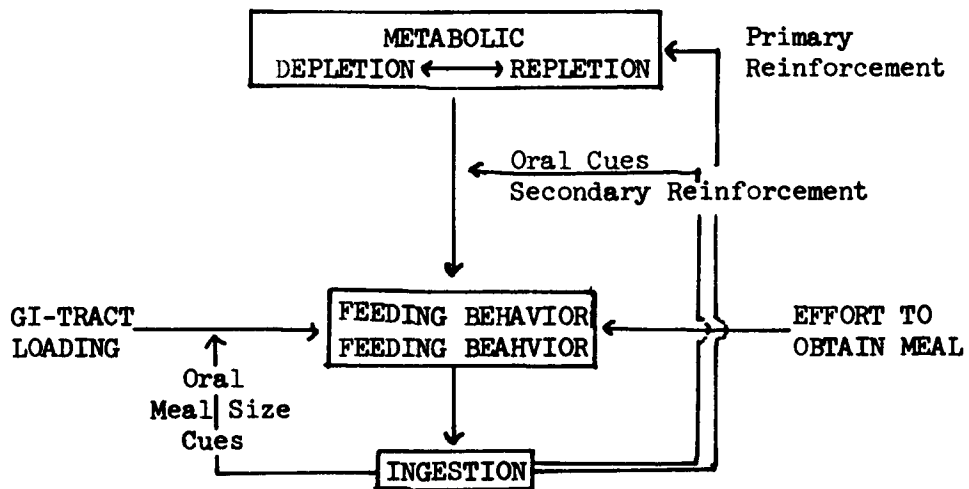 METABOLIC
DEPLETION REPLETION
Primary
Reinforcement
Oral Cues
Secondary Reinforcement
GI-TRACT
LOADING
FEEDING BEHAVIOR
FEEDING BEAHVIOR
EFFORT TO
OBTAIN MEAL
Oral
Meal Size
Cues
INGESTION